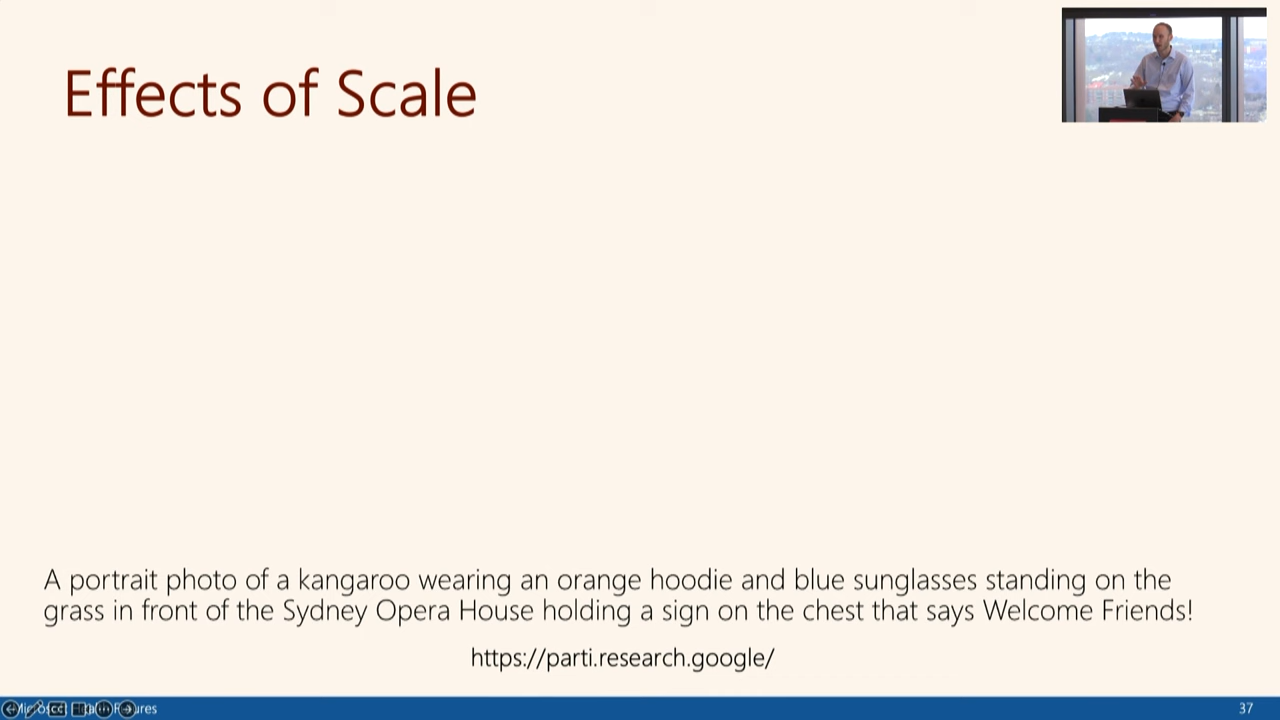 Effects of Scale
A portrait photo of a kangaroo wearing an orange hoodie and blue sunglasses standing on the
grass in front of the Sydney Opera House holding a sign on the chest that says Welcome Friends!
https://parti.research.google/
37